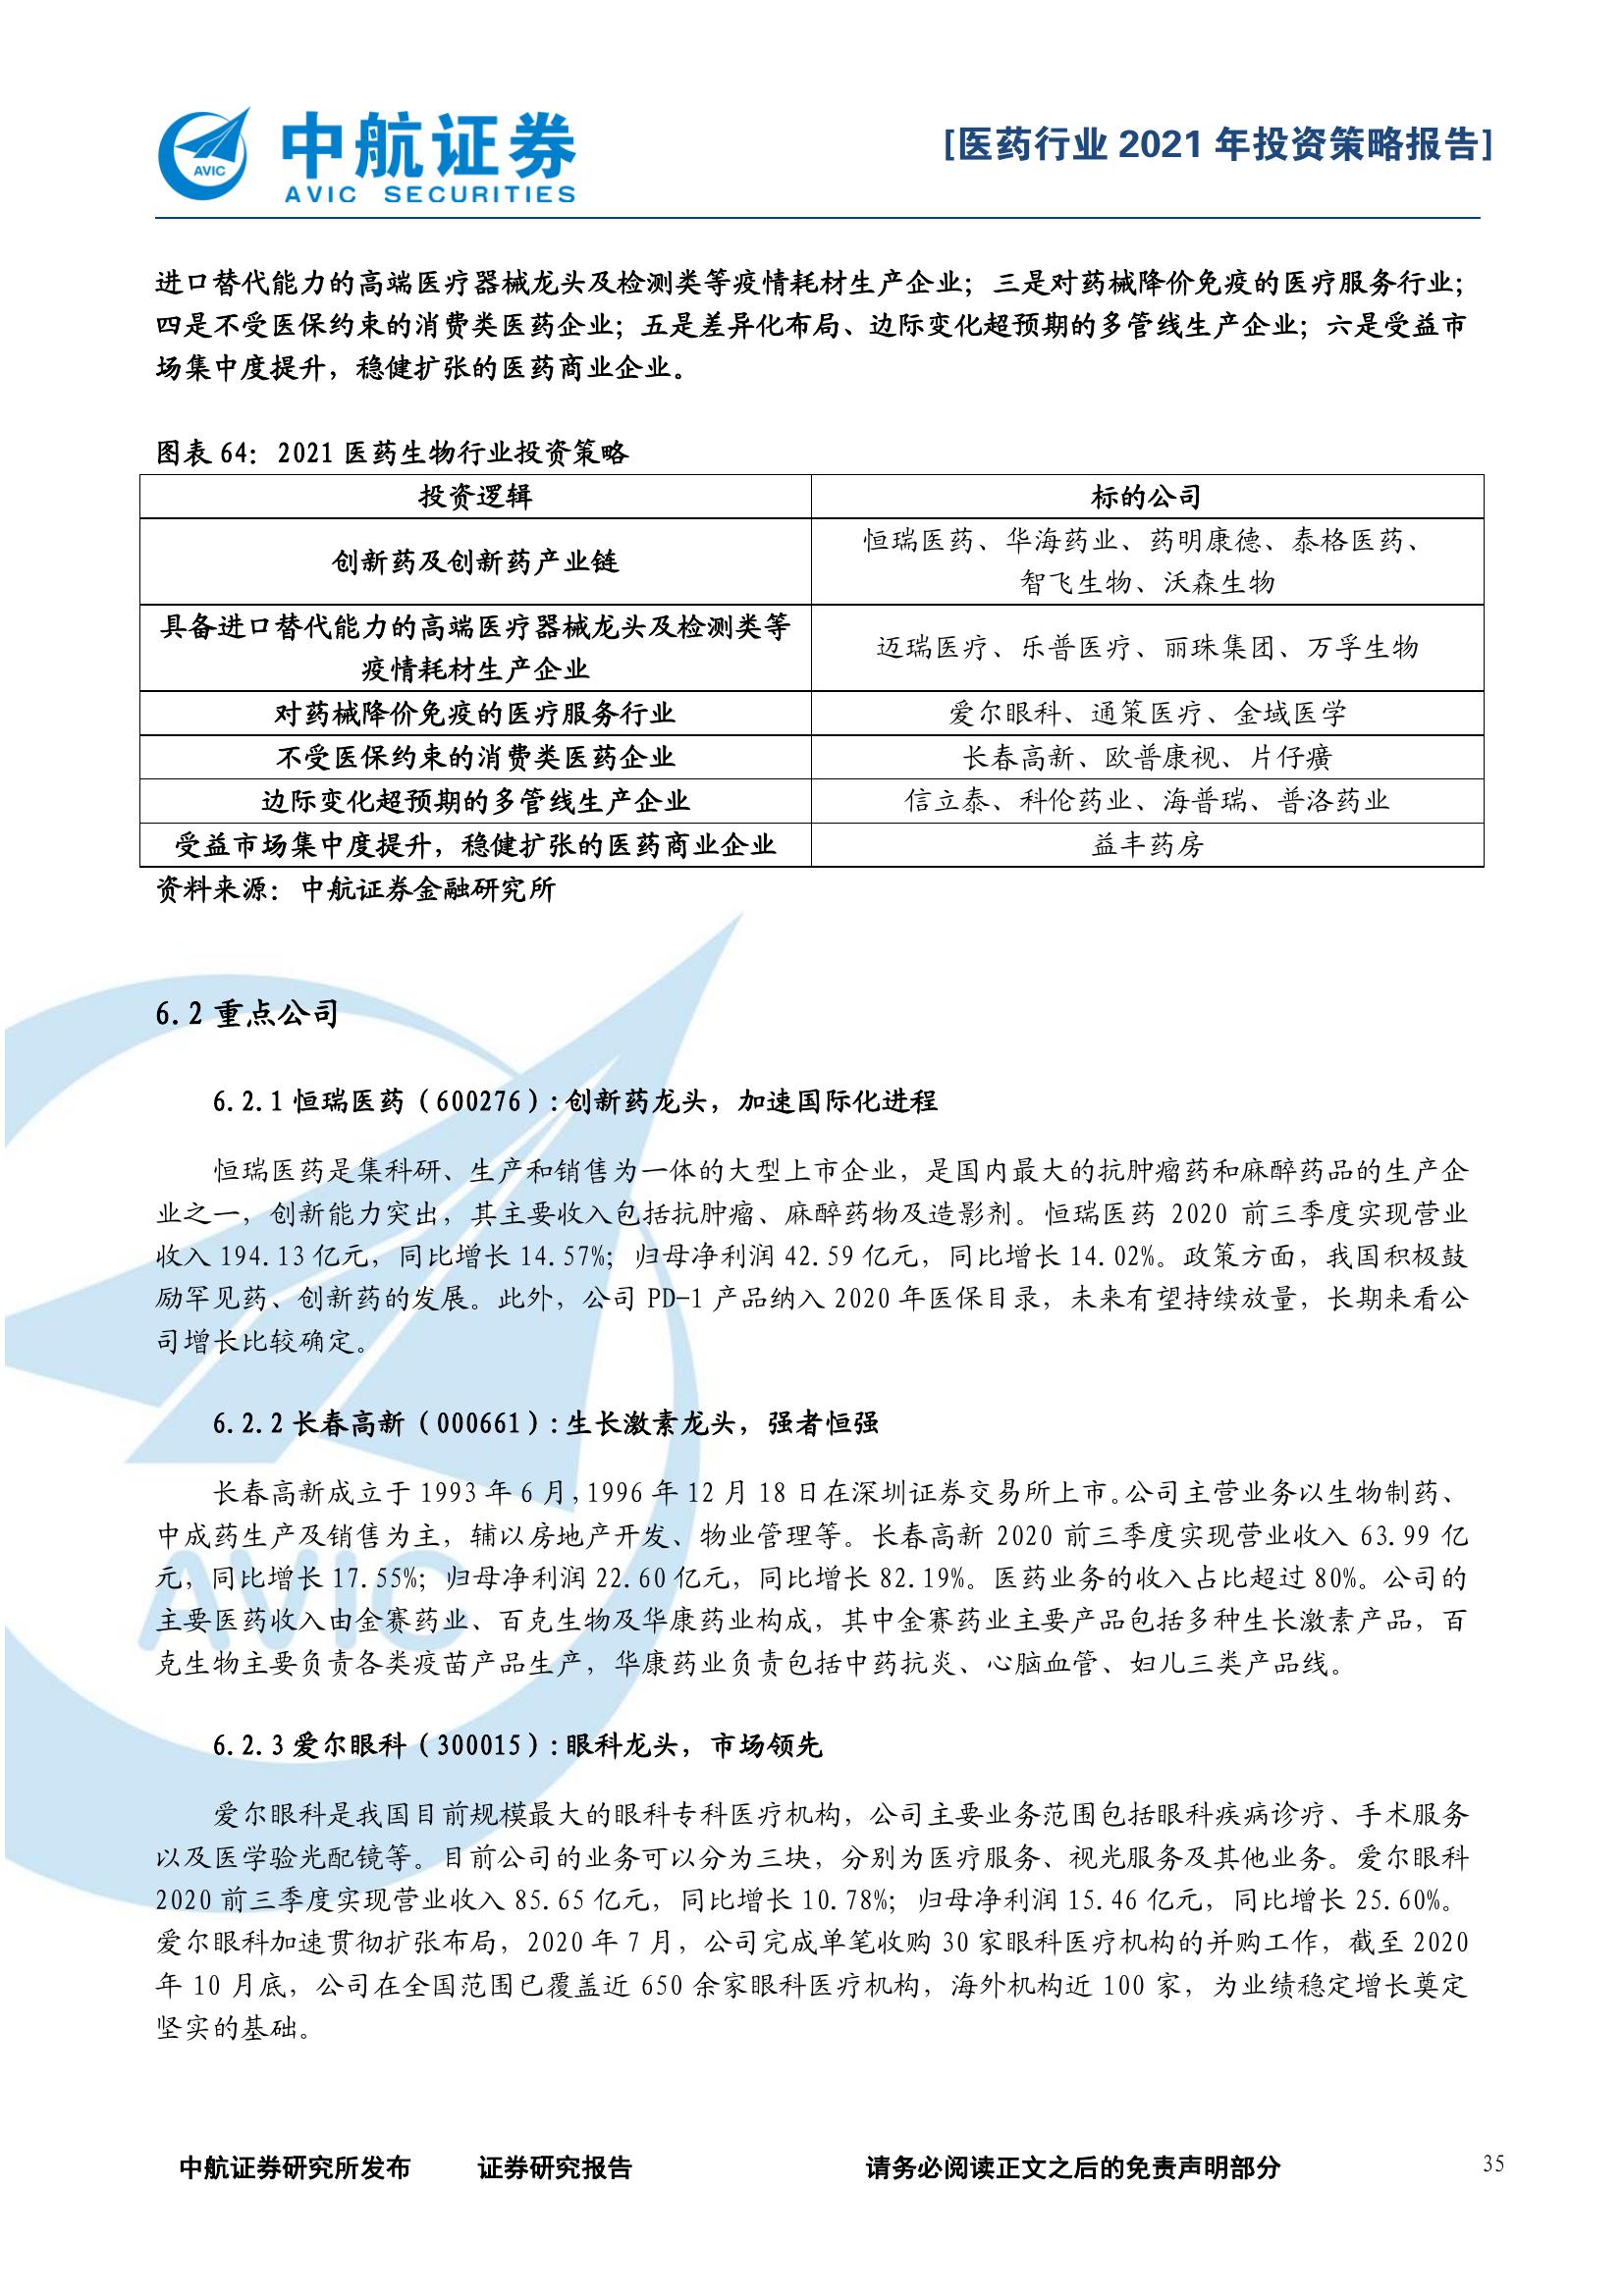 中航证券
AVIC
AVIC SECURITIES
[医药行业 2021 年投资策略报告]
进口替代能力的高端医疗器械龙头及检测类等疫情耗材生产企业；三是对药械降价免疫的医疗服务行业；
四是不受医保约束的消费类医药企业；五是差异化布局、边际变化超预期的多管线生产企业；六是受益市
场集中度提升，稳健扩张的医药商业企业。
图表 64：2021 医药生物行业投资策略
投资逻辑 标的公司
创新药及创新药产业链 恒瑞医药、华海药业、药明康德、泰格医药、
智飞生物、沃森生物
具备进口替代能力的高端医疗器械龙头及检测类等
疫情耗材生产企业 迈瑞医疗、乐普医疗、丽珠集团、万孚生物
对药械降价免疫的医疗服务行业 爱尔眼科、通策医疗、金域医学
不受医保约束的消费类医药企业 长春高新、欧普康视、片仔癀
边际变化超预期的多管线生产企业 信立泰、科伦药业、海普瑞、普洛药业
受益市场集中度提升，稳健扩张的医药商业企业 益丰药房
资料来源：中航证券金融研究所
6.2 重点公司
6.2.1 恒瑞医药（600276）:创新药龙头，加速国际化进程
恒瑞医药是集科研、生产和销售为一体的大型上市企业，是国内最大的抗肿瘤药和麻醉药品的生产企
业之一，创新能力突出，其主要收入包括抗肿瘤、麻醉药物及造影剂。恒瑞医药 2020 前三季度实现营业
收入 194.13 亿元，同比增长 14.57%；归母净利润 42.59 亿元，同比增长 14.02%。政策方面，我国积极鼓
励罕见药、创新药的发展。此外，公司 PD-1 产品纳入 2020 年医保目录，未来有望持续放量，长期来看公
司增长比较确定。
6.2.2 长春高新（000661）:生长激素龙头，强者恒强
长春高新成立于 1993 年 6 月,1996 年 12 月 18 日在深圳证券交易所上市。公司主营业务以生物制药、
中成药生产及销售为主，辅以房地产开发、物业管理等。长春高新 2020 前三季度实现营业收入 63.99 亿
元，同比增长 17.55%；归母净利润 22.60 亿元，同比增长 82.19%。医药业务的收入占比超过 80%。公司的
主要医药收入由金赛药业、百克生物及华康药业构成，其中金赛药业主要产品包括多种生长激素产品，百
克生物主要负责各类疫苗产品生产，华康药业负责包括中药抗炎、心脑血管、妇儿三类产品线。
6.2.3 爱尔眼科（300015）:眼科龙头，市场领先
爱尔眼科是我国目前规模最大的眼科专科医疗机构，公司主要业务范围包括眼科疾病诊疗、手术服务
以及医学验光配镜等。目前公司的业务可以分为三块，分别为医疗服务、视光服务及其他业务。爱尔眼科
2020 前三季度实现营业收入 85.65 亿元，同比增长 10.78%；归母净利润 15.46 亿元，同比增长 25.60%。
爱尔眼科加速贯彻扩张布局，2020 年 7 月，公司完成单笔收购 30 家眼科医疗机构的并购工作，截至 2020
年 10 月底，公司在全国范围已覆盖近 650 余家眼科医疗机构，海外机构近 100 家，为业绩稳定增长奠定
坚实的基础。
AVIC
中航证券研究所发布 证券研究报告 请务必阅读正文之后的免责声明部分 35